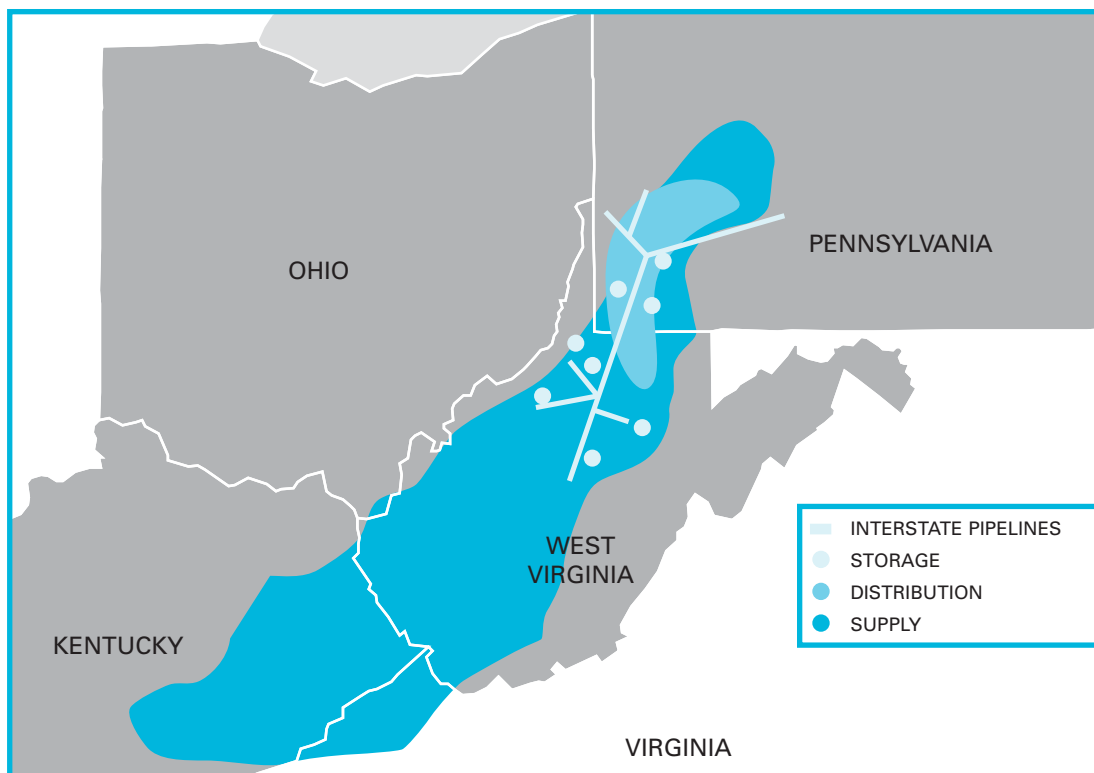 PENNSYLVANIA
OHIO
INTERSTATE PIPELINES
STORAGE
DISTRIBUTION
SUPPLY
WEST
VIRGINIA
KENTUCKY
VIRGINIA